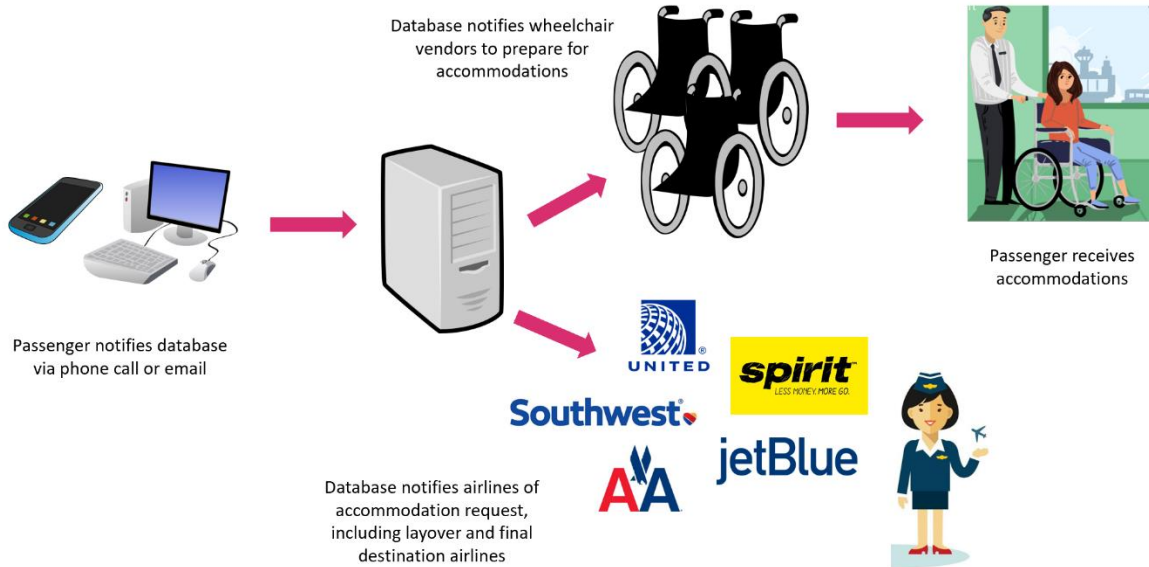 Database notifies wheelchair
vendors to prepare for
accommodations
Passenger receives
accommodations
Passenger notifies database
via phone call or email
UNITED
®
spirit
LESS MONEY. MORE GO.
Southwest®
jetBlue
AA
Database notifies airlines of
accommodation request,
including layover and final
destination airlines